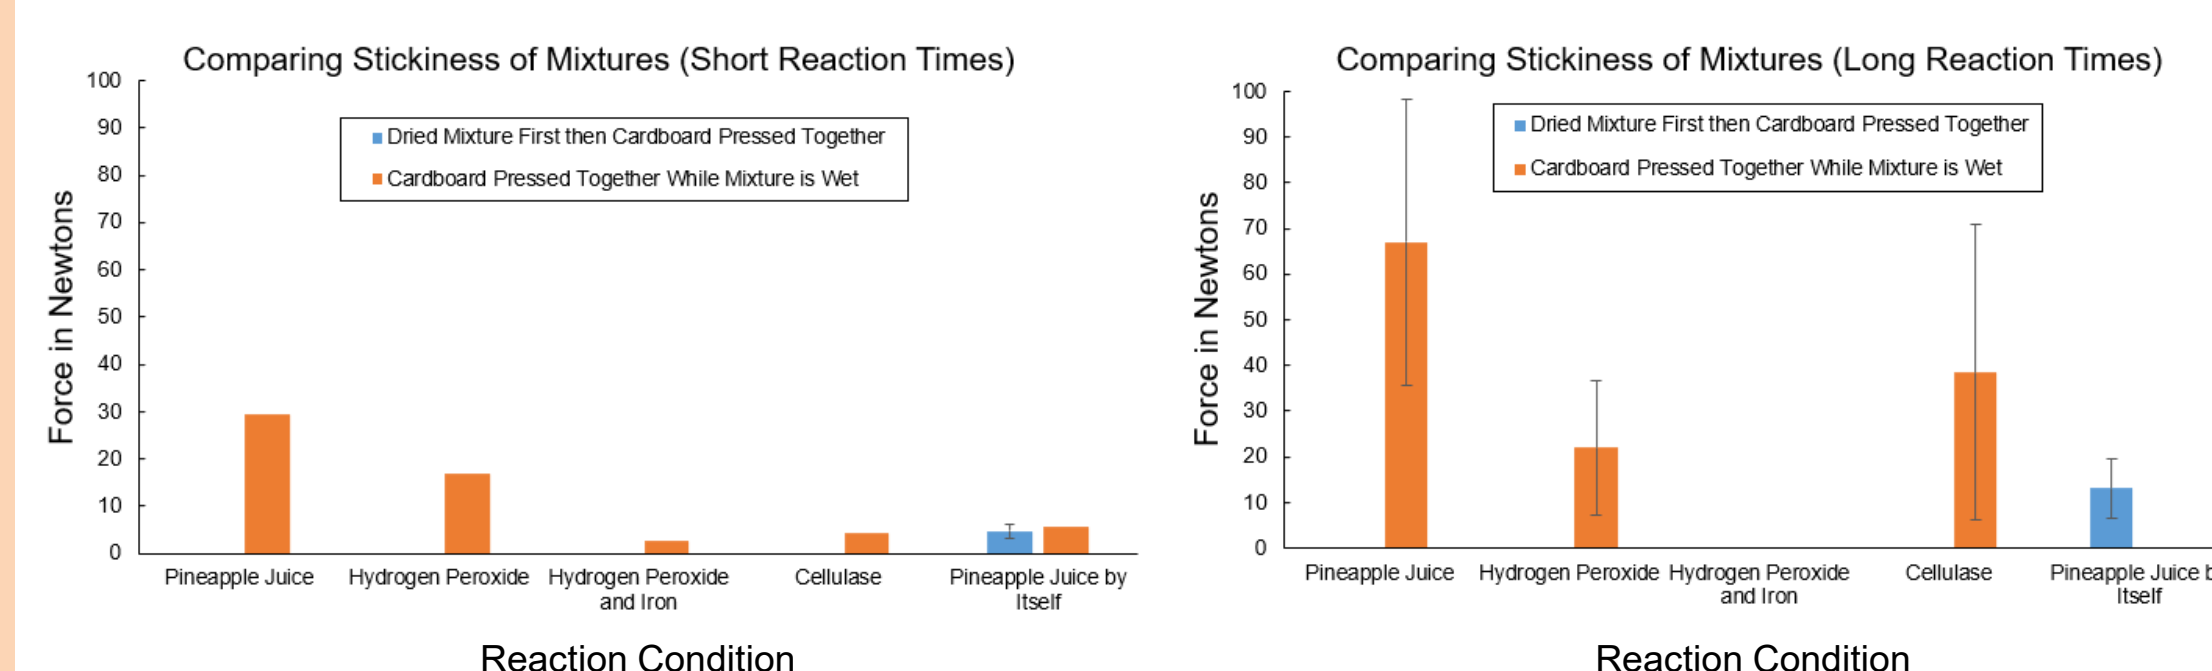 Comparing Stickiness of Mixtures (Short Reaction Times)
100
90
80
70
60
50
40
30
20
10
0
Force in Newtons
Dried Mixture First then Cardboard Pressed Together
Cardboard Pressed Together While Mixture is Wet
Pineapple Juice
Hydrogen Peroxide
Hydrogen Peroxide
and Iron
Cellulase
Pineapple Juice by
Itself
Reaction Condition
Comparing Stickiness of Mixtures (Long Reaction Times)
100
90
80
70
60
50
40
30
20
10
0
Force in Newtons
Dried Mixture First then Cardboard Pressed Together
Cardboard Pressed Together While Mixture is Wet
Pineapple Juice
Hydrogen Peroxide
Hydrogen Peroxide
and Iron
Cellulase
Pineapple Juice
Itself
Reaction Condition